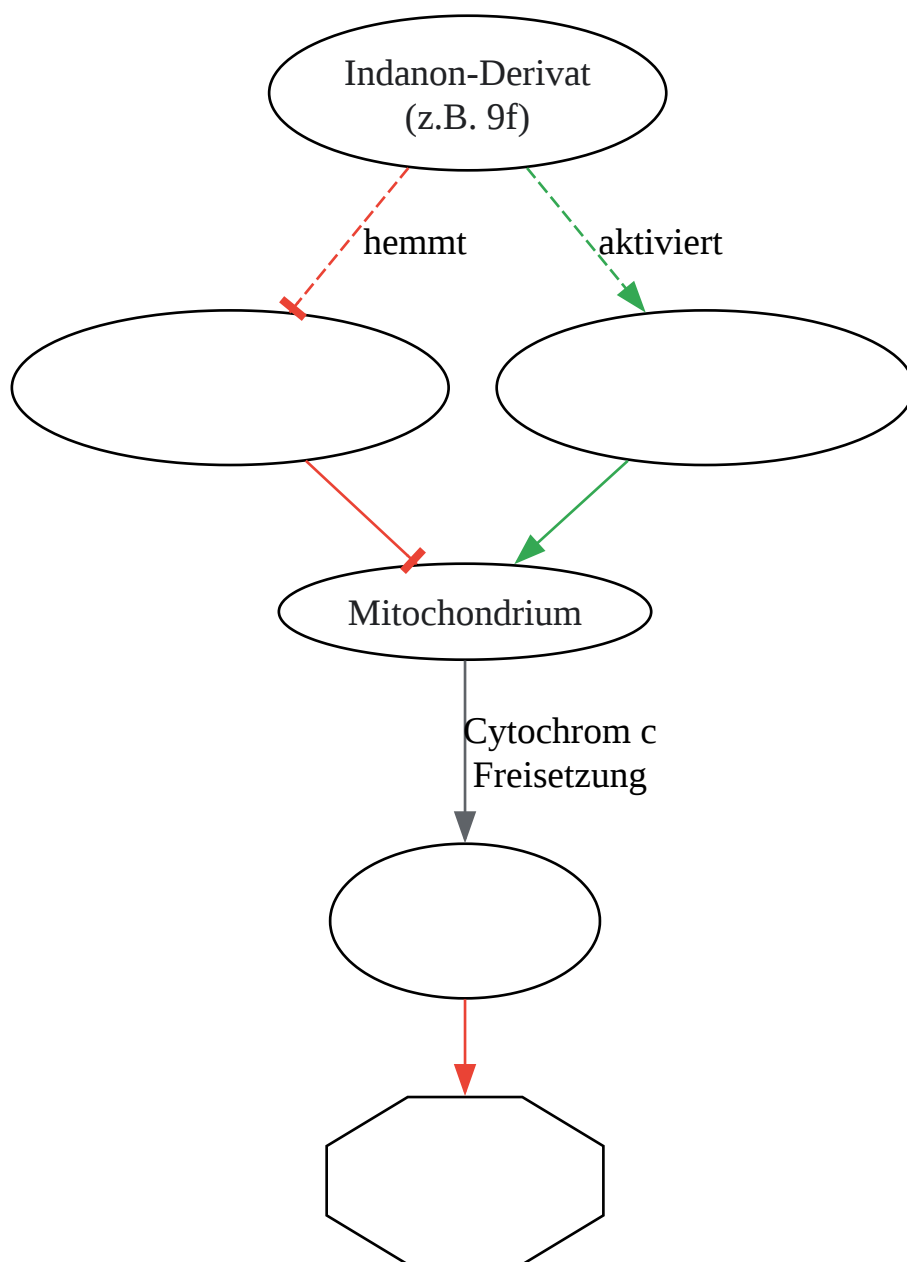 Indanon-Derivat
(z.B. 9f)
hemmt
aktiviert
Mitochondrium
Cytochrom c
Freisetzung